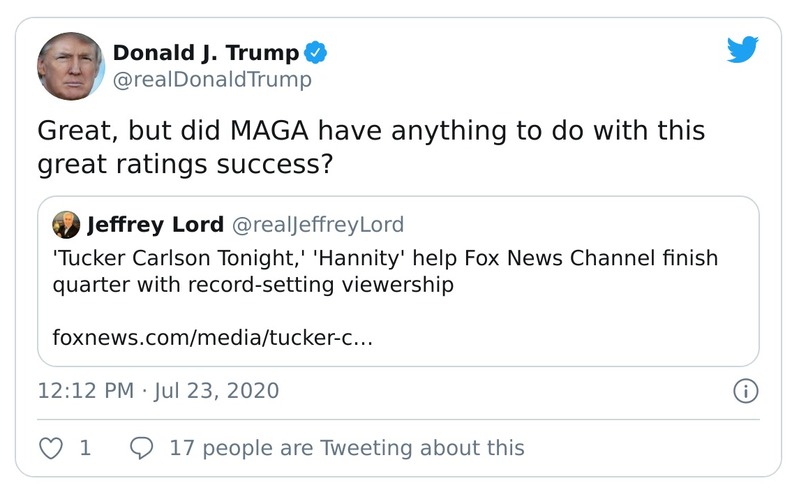 Donald J. Trump
@realDonaldTrump
Great, but did MAGA have anything to do with this
great ratings success?
Jeffrey Lord @realJeffreyLord
'Tucker Carlson Tonight,' 'Hannity' help Fox News Channel finish
quarter with record-setting viewership
foxnews.com/media/tucker-c…
12:12 PM · Jul 23, 2020
1 17 people are Tweeting about this